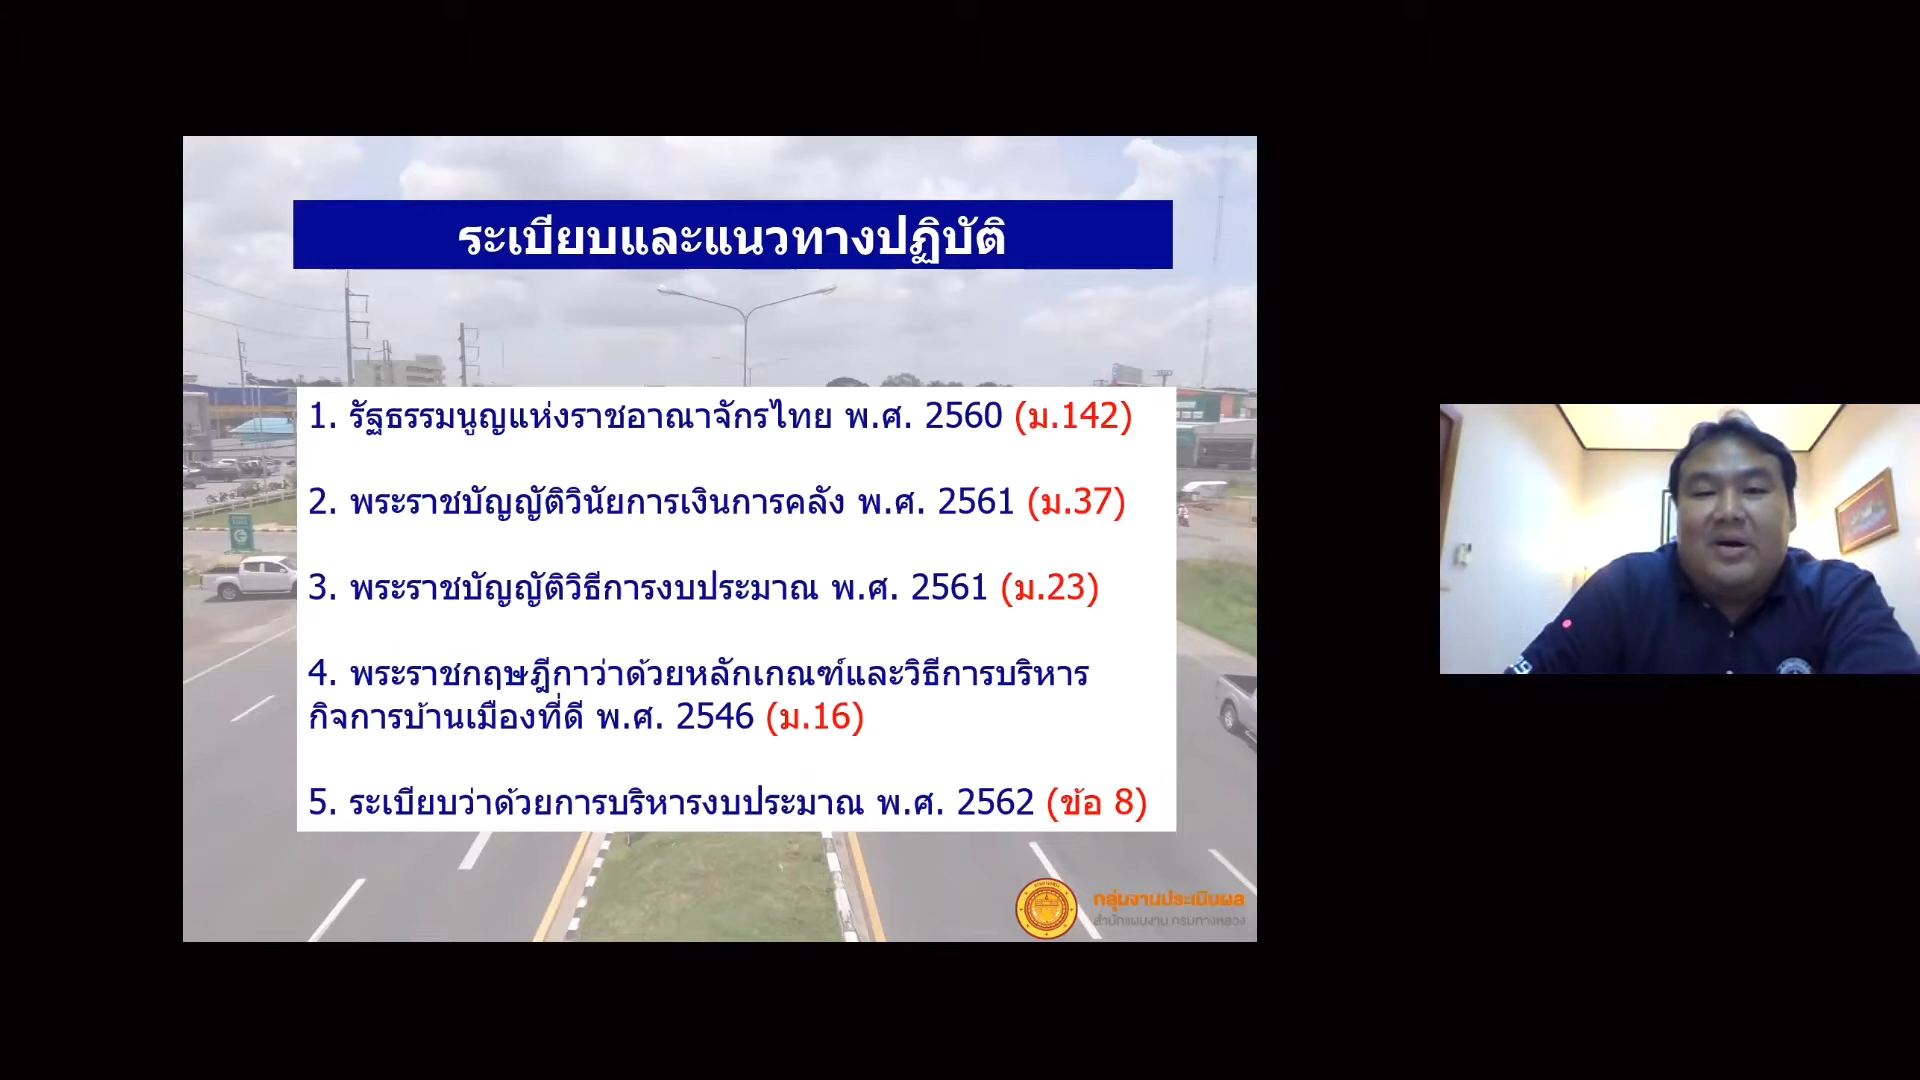 ระเบียบและแนวทางปฏิบัติ
1. รัฐธรรมนูญแห่งราชอาณาจักรไทย พ.ศ. 2560 (ม.142)
2. พระราชบัญญัติวินัยการเงินการคลัง พ.ศ. 2561 (ม.37)
3. พระราชบัญญัติวิธีการงบประมาณ พ.ศ. 2561 (ม.23)
4. พระราชกฤษฎีกาว่าด้วยหลักเกณฑ์และวิธีการบริหาร
กิจการบ้านเมืองที่ดี พ.ศ. 2546 (ม.16)
5. ระเบียบว่าด้วยการบริหารงบประมาณ พ.ศ. 2562 (ข้อ 8)
กลุ่มงานประเมินผล
สำนักแผนงาน กรมทางหลวง